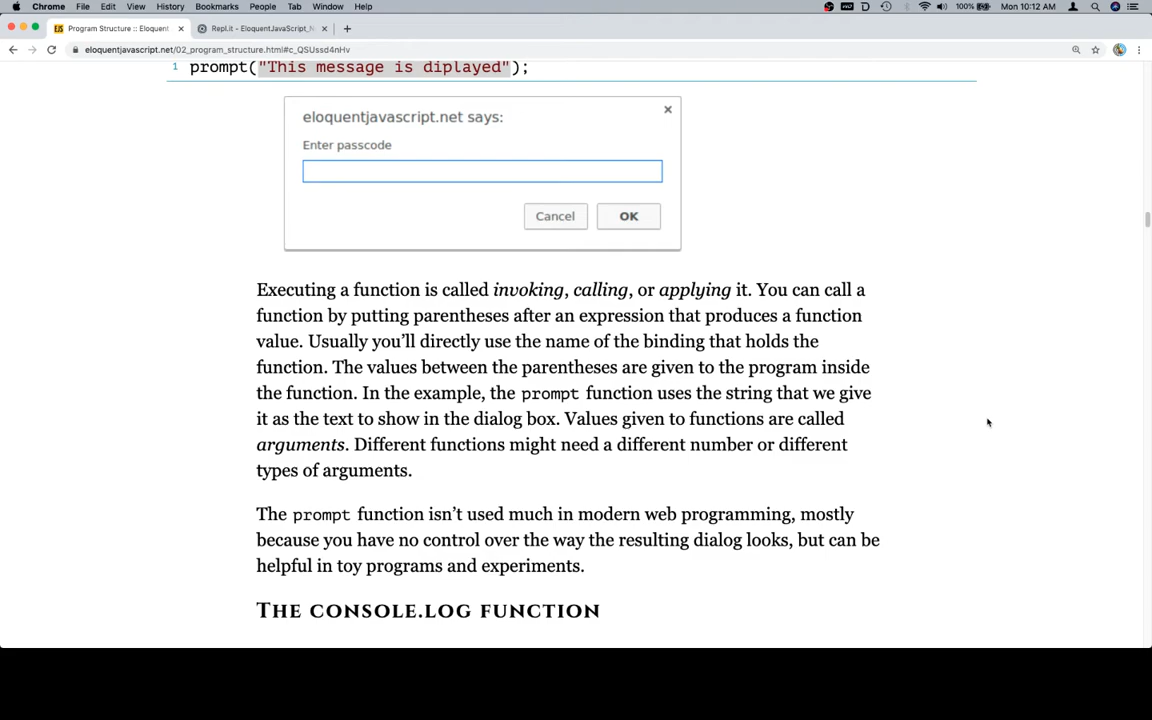 Chrome File Edit View History Bookmarks People Tab Window Help 100% Mon 10:12 AM
Program Structure :: Eloquent Repl.it - EloquentJavaScript_N
eloquentjavascript.net/02_program_structure.html#c_QSUssd4nHv
1 prompt("This message is diplayed");
eloquentjavascript.net says:
Enter passcode
Cancel OK
Executing a function is called invoking, calling, or applying it. You can call a
function by putting parentheses after an expression that produces a function
value. Usually you’ll directly use the name of the binding that holds the
function. The values between the parentheses are given to the program inside
the function. In the example, the prompt function uses the string that we give
it as the text to show in the dialog box. Values given to functions are called
arguments. Different functions might need a different number or different
types of arguments.
The prompt function isn’t used much in modern web programming, mostly
because you have no control over the way the resulting dialog looks, but can be
helpful in toy programs and experiments.
The console.log function